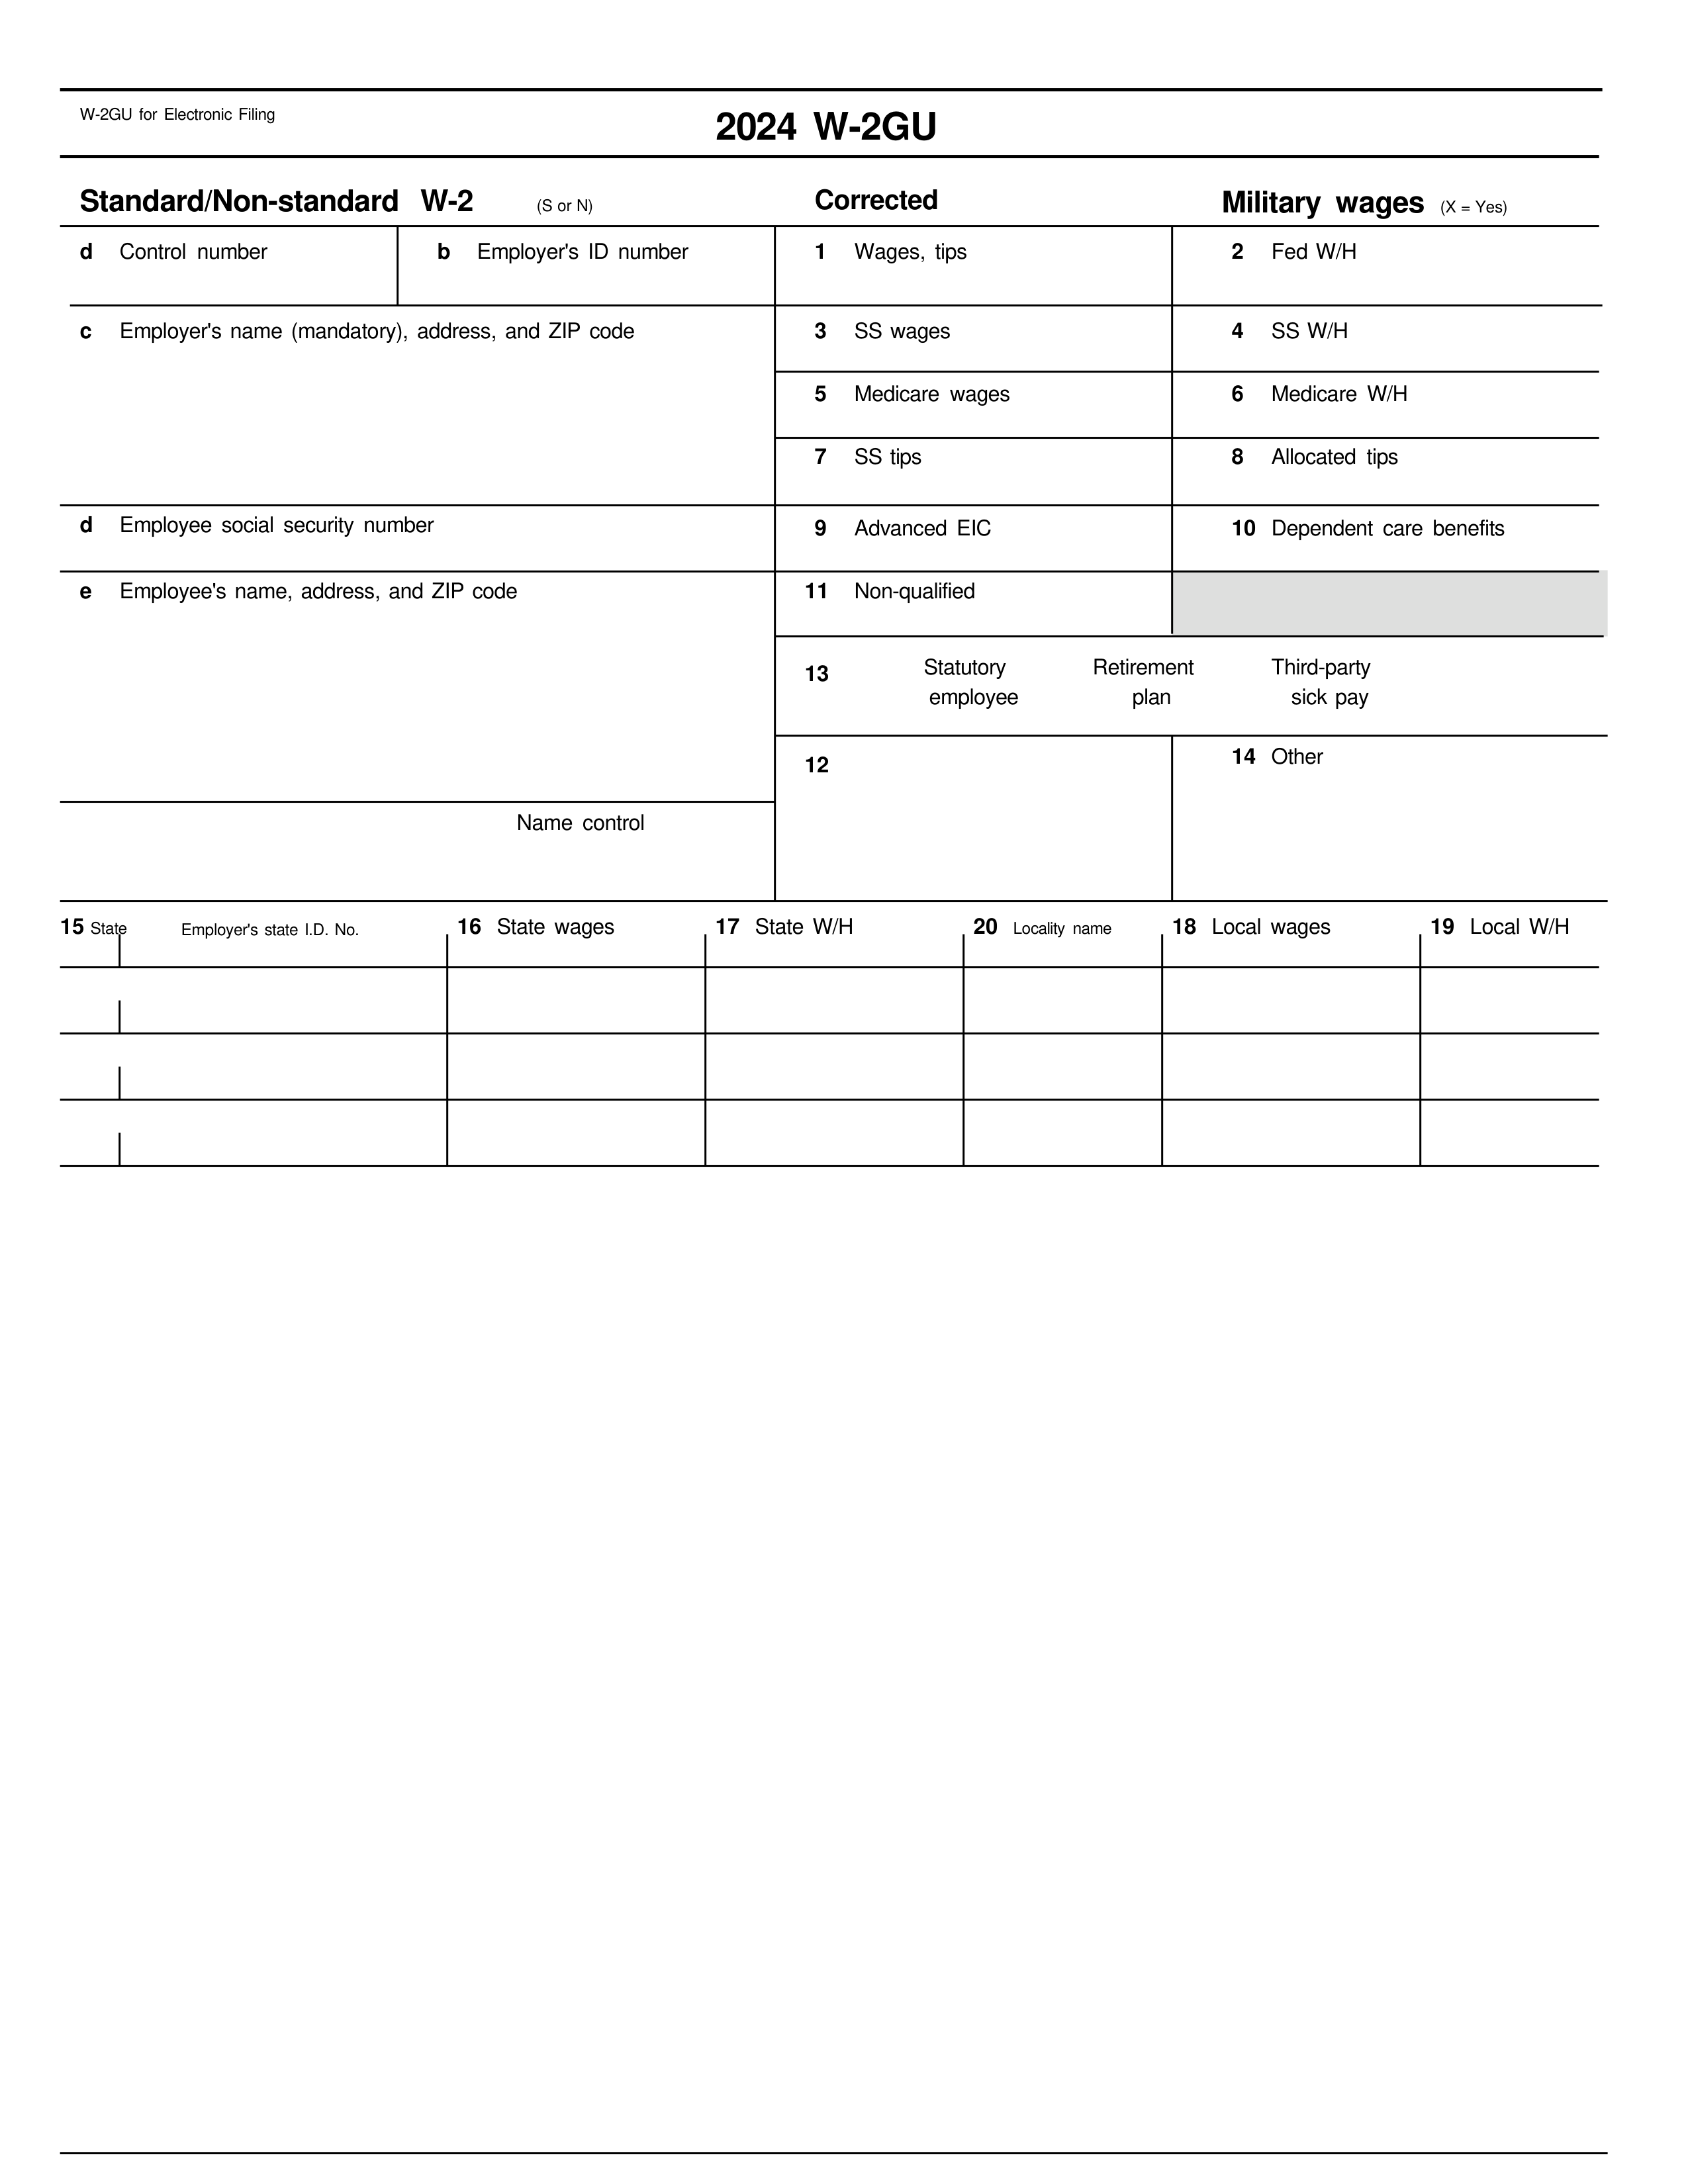 W-2GU for Electronic Filing
2024 W-2GU
Standard/Non-standard W-2 (S or N) Corrected Military wages (X = Yes)
d Control number b Employer's ID number 1 Wages, tips 2 Fed W/H
c Employer's name (mandatory), address, and ZIP code 3 SS wages 4 SS W/H
5 Medicare wages 6 Medicare W/H
7 SS tips 8 Allocated tips
d Employee social security number 9 Advanced EIC 10 Dependent care benefits
e Employee's name, address, and ZIP code 11 Non-qualified
13 Statutory employee Retirement plan Third-party sick pay
12 14 Other
Name control
15 State Employer's state I.D. No. 16 State wages 17 State W/H 20 Locality name 18 Local wages 19 Local W/H